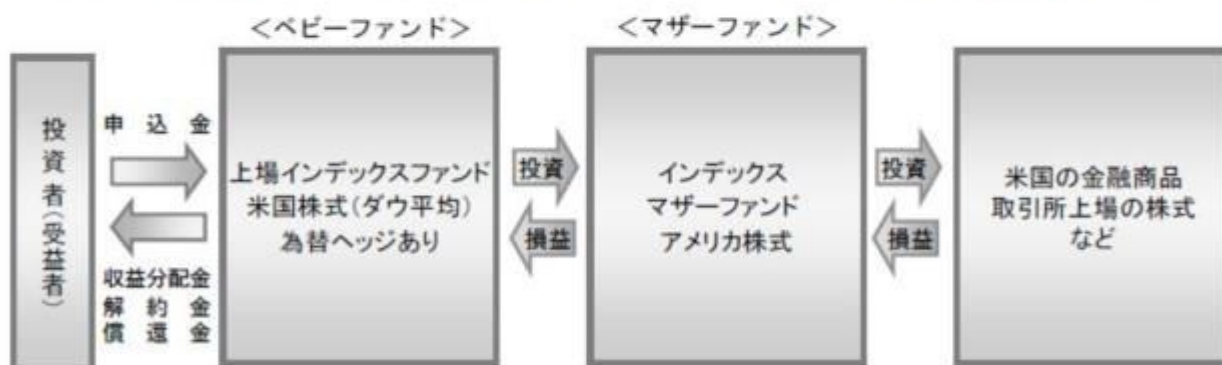 ＜ベビーファンド＞
＜マザーファンド＞
投資者(受益者)
申込金
収益分配金
解約金
償還金
上場インデックスファンド
米国株式(ダウ平均)
為替ヘッジあり
投資
損益
インデックス
マザーファンド
アメリカ株式
投資
損益
米国の金融商品
取引所上場の株式
など